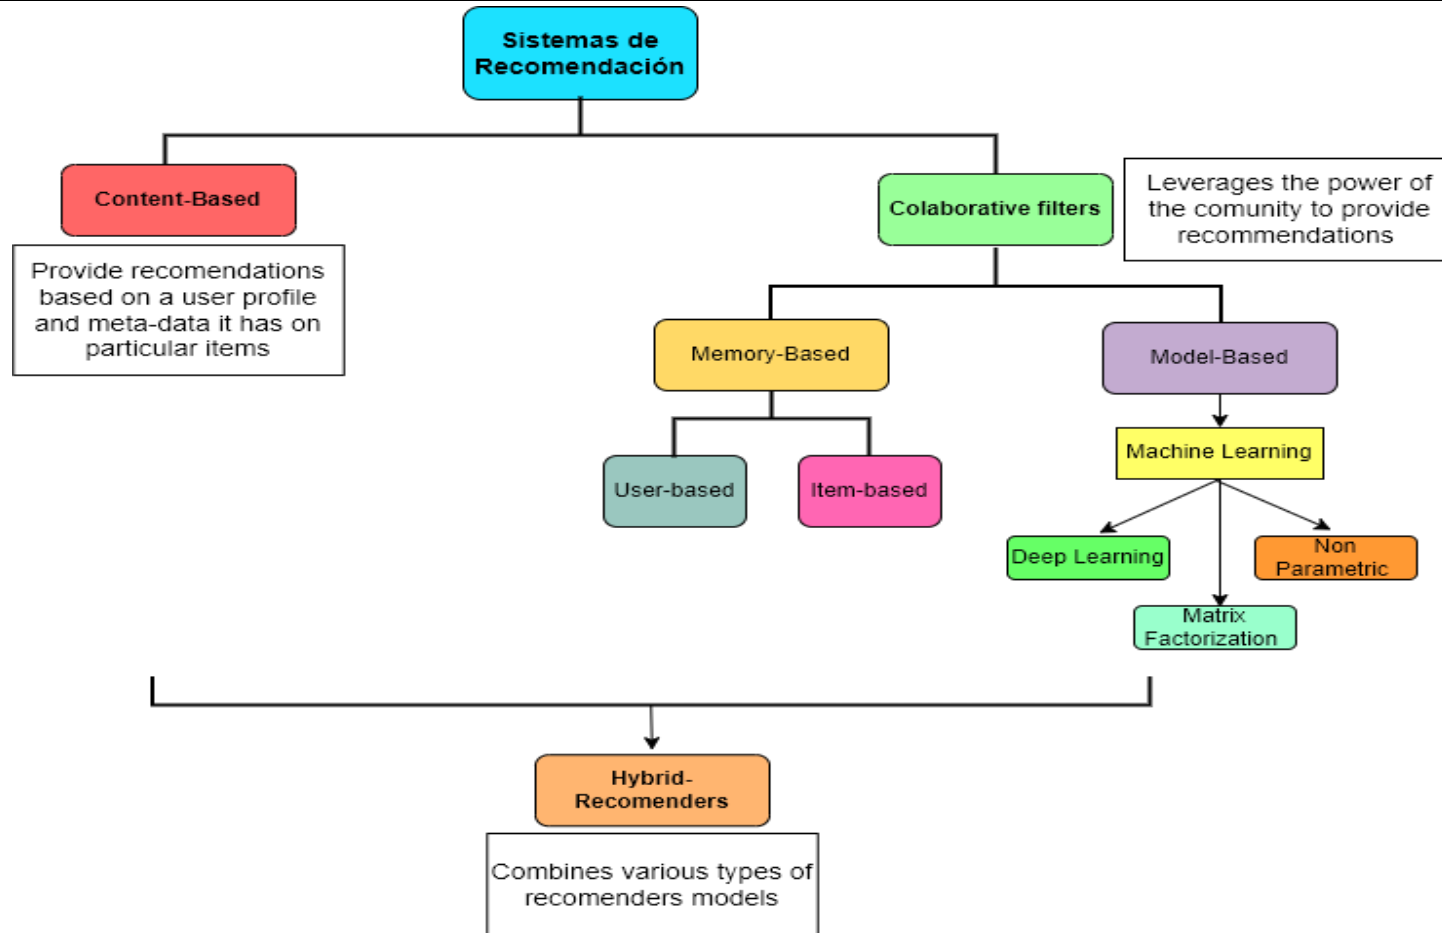 Sistemas de
Recomendación
Content-Based
Provide recomendations
based on a user profile
and meta-data it has on
particular items
Colaborative filters
Leverages the power of
the comunity to provide
recommendations
Memory-Based
Model-Based
User-based
Item-based
Machine Learning
Deep Learning
Non
Parametric
Matrix
Factorization
Hybrid-
Recomenders
Combines various types of
recomenders models